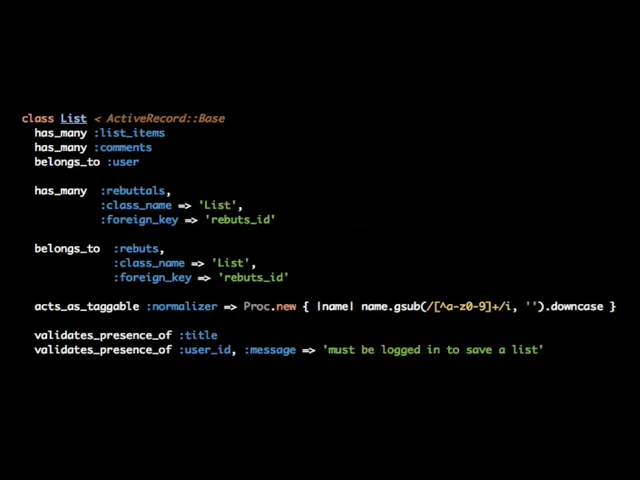 class List < ActiveRecord::Base
has_many :list_items
has_many :comments
belongs_to :user
has_many :rebuttals,
:class_name => 'List',
:foreign_key => 'rebuts_id'
belongs_to :rebuts,
:class_name => 'List',
:foreign_key => 'rebuts_id'
acts_as_taggable :normalizer => Proc.new { |name| name.gsub(/[^a-z0-9]+/i, '').downcase }
validates_presence_of :title
validates_presence_of :user_id, :message => 'must be logged in to save a list'